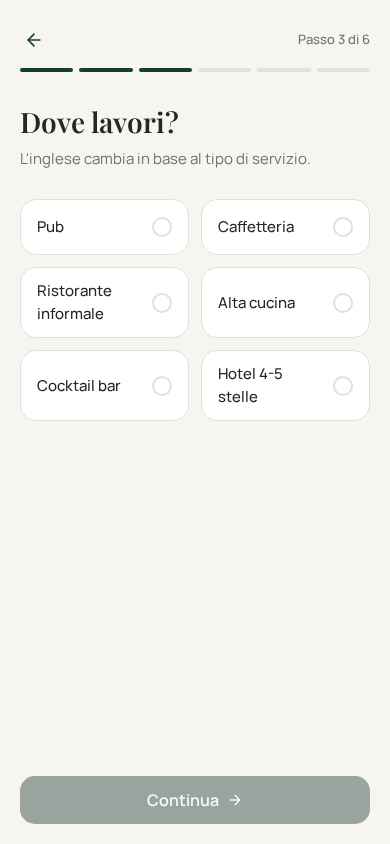 Passo 3 di 6
Dove lavori?
L'inglese cambia in base al tipo di servizio.
Pub
Caffetteria
Ristorante
informale
Alta cucina
Cocktail bar
Hotel 4-5
stelle
Continua